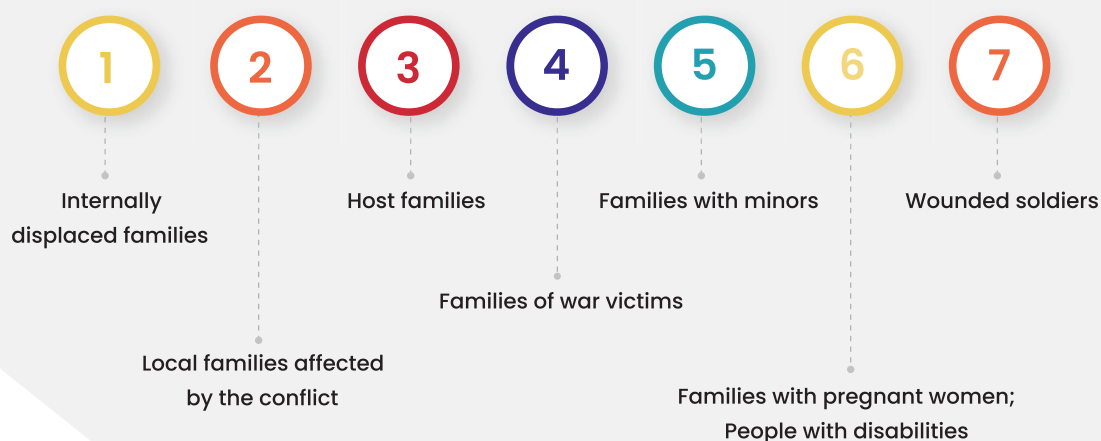 1
2
3
4
5
6
7
Internally
displaced families
Local families affected
by the conflict
Host families
Families of war victims
Families with minors
Families with pregnant women;
People with disabilities
Wounded soldiers